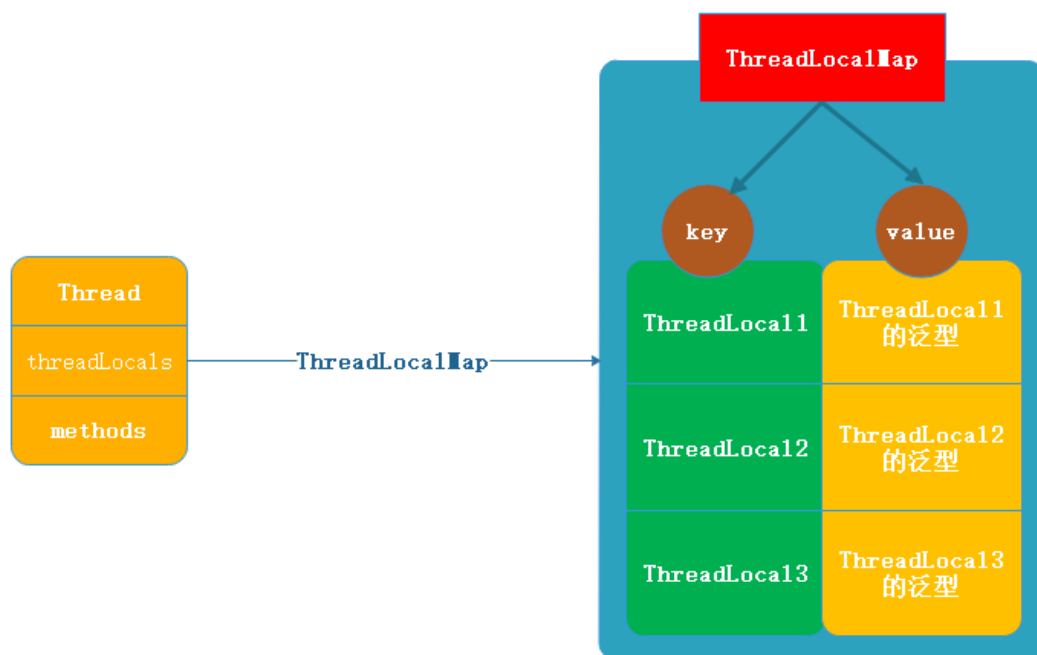 ThreadLocalMap
key
value
Thread
threadLocals
methods
ThreadLocalMap
ThreadLocal1
ThreadLocal1
的泛型
ThreadLocal2
ThreadLocal2
的泛型
ThreadLocal3
ThreadLocal3
的泛型